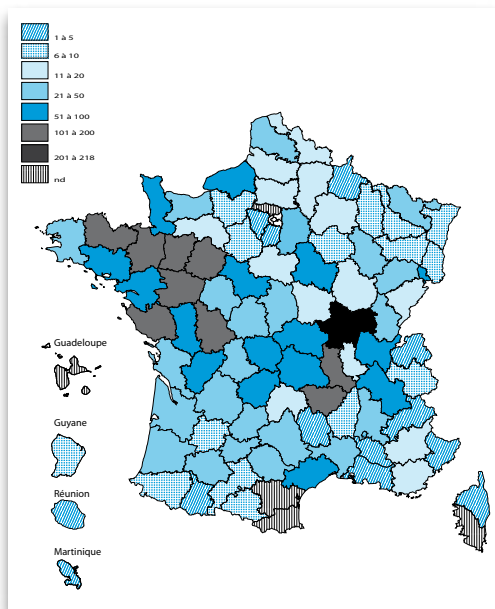 1 à 5
6 à 10
11 à 20
21 à 50
51 à 100
101 à 200
201 à 218
nd
Guadeloupe
Guyane
Réunion
Martinique